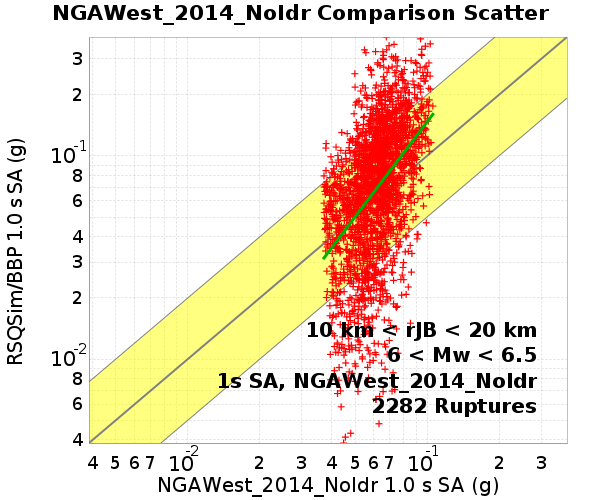 NGAWest_2014_NoIdr Comparison Scatter
RSQSim/BBP 1.0 s SA (g)
3
2
10-1
8
6
4
3
2
10-2
8
6
4
10 km < rJB < 20 km
6 < Mw < 6.5
1s SA, NGAWest_2014_NoIdr
2282 Ruptures
4 5 6 7 10-2 2 3 4 5 6 7 10-1 2 3
NGAWest_2014_NoIdr 1.0 s SA (g)